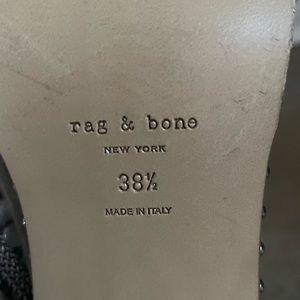 rag & bone
NEW YORK
38½
MADE IN ITALY